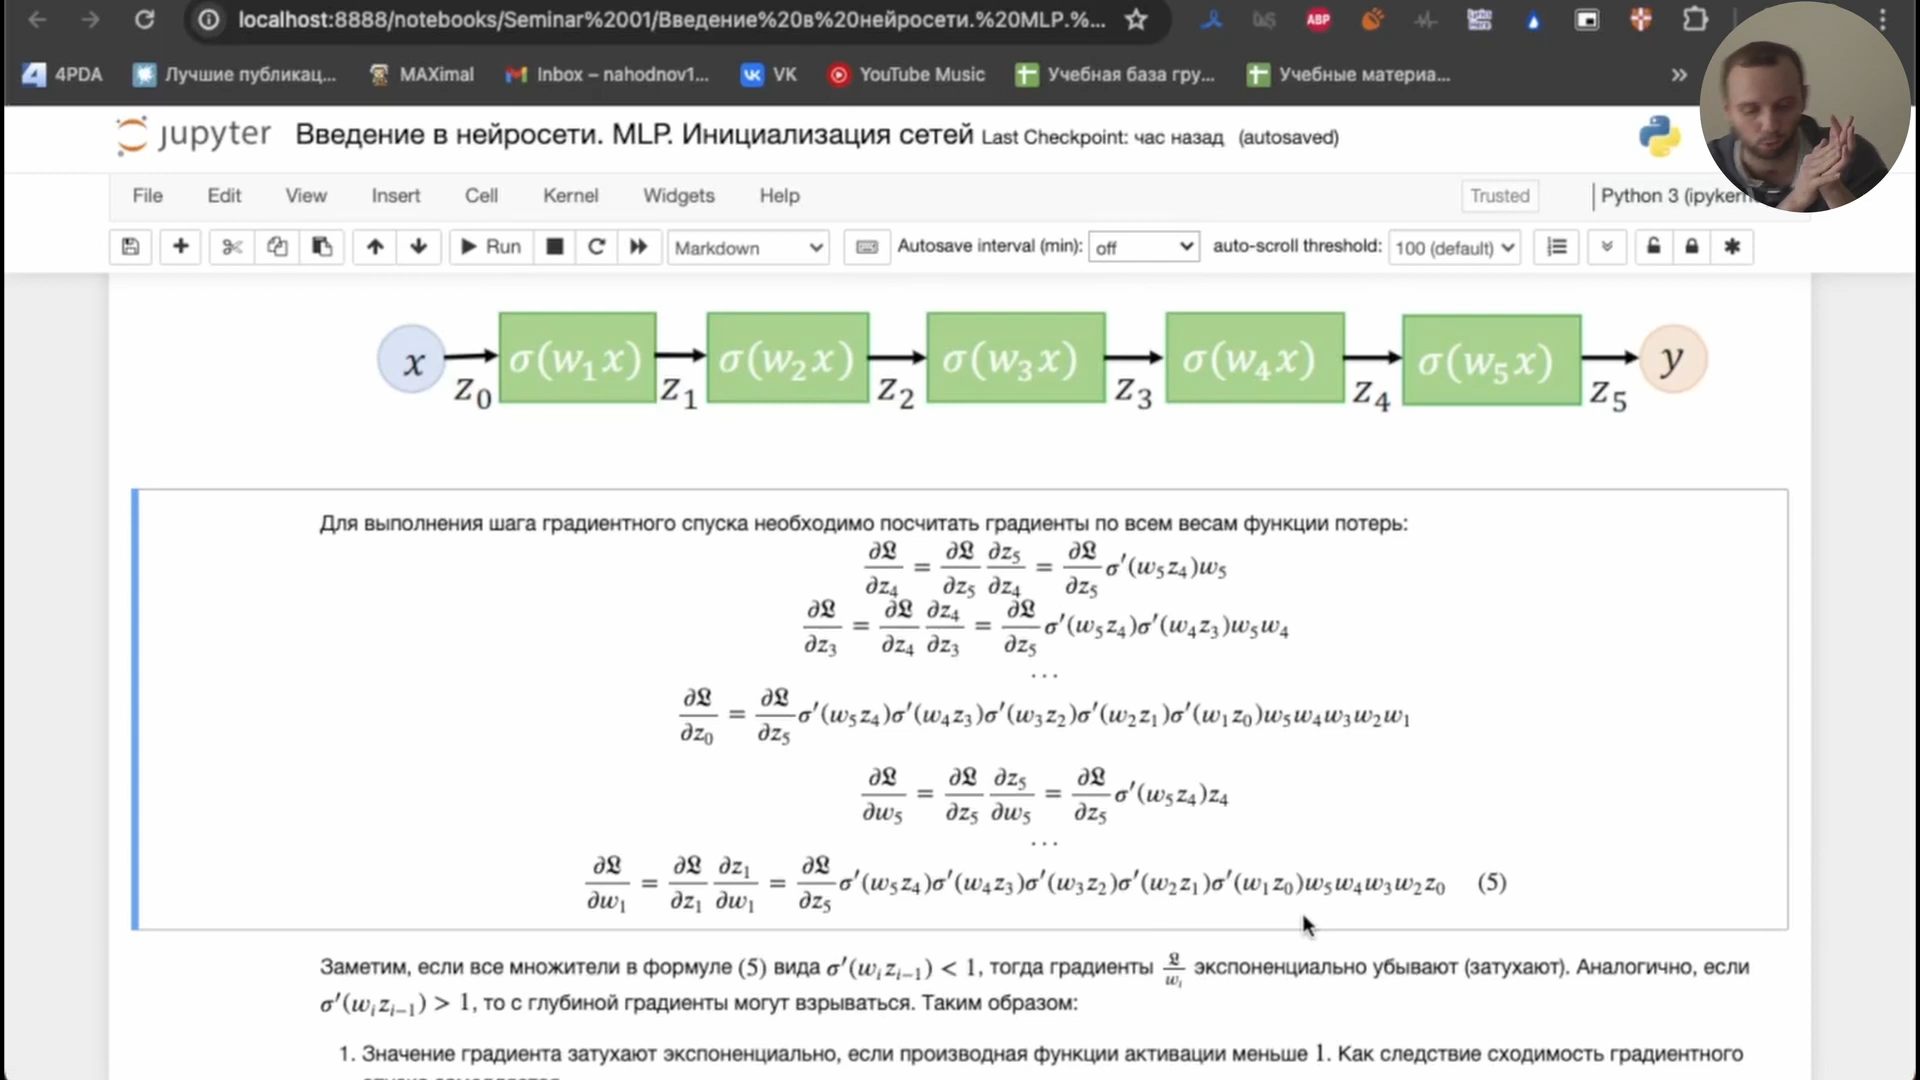 localhost:8888/notebooks/Seminar%2001/Введение%20в%20нейросети.%20MLP.%...
ABP
4PDA Лучшие публикац... MAXimal Inbox – nahodnov1... VK YouTube Music Учебная база гру... Учебные материа... »
jupyter Введение в нейросети. MLP. Инициализация сетей Last Checkpoint: час назад (autosaved)
File Edit View Insert Cell Kernel Widgets Help Trusted Python 3 (ipykern
Run Markdown Autosave interval (min): off auto-scroll threshold: 100 (default)
x σ(w₁x) σ(w₂x) σ(w₃x) σ(w₄x) σ(w₅x) y
z₀ z₁ z₂ z₃ z₄ z₅
Для выполнения шага градиентного спуска необходимо посчитать градиенты по всем весам функции потерь:
∂𝔏/∂z₄ = ∂𝔏/∂z₅ ∂z₅/∂z₄ = ∂𝔏/∂z₅ σ′(w₅z₄)w₅
∂𝔏/∂z₃ = ∂𝔏/∂z₄ ∂z₄/∂z₃ = ∂𝔏/∂z₅ σ′(w₅z₄)σ′(w₄z₃)w₅w₄
...
∂𝔏/∂z₀ = ∂𝔏/∂z₅ σ′(w₅z₄)σ′(w₄z₃)σ′(w₃z₂)σ′(w₂z₁)σ′(w₁z₀)w₅w₄w₃w₂w₁
∂𝔏/∂w₅ = ∂𝔏/∂z₅ ∂z₅/∂w₅ = ∂𝔏/∂z₅ σ′(w₅z₄)z₄
...
∂𝔏/∂w₁ = ∂𝔏/∂z₁ ∂z₁/∂w₁ = ∂𝔏/∂z₅ σ′(w₅z₄)σ′(w₄z₃)σ′(w₃z₂)σ′(w₂z₁)σ′(w₁z₀)w₅w₄w₃w₂z₀ (5)
Заметим, если все множители в формуле (5) вида σ′(wᵢzᵢ₋₁) < 1, тогда градиенты 𝔏/wᵢ экспоненциально убывают (затухают). Аналогично, если
σ′(wᵢzᵢ₋₁) > 1, то с глубиной градиенты могут взрываться. Таким образом:
1. Значение градиента затухают экспоненциально, если производная функции активации меньше 1. Как следствие сходимость градиентного